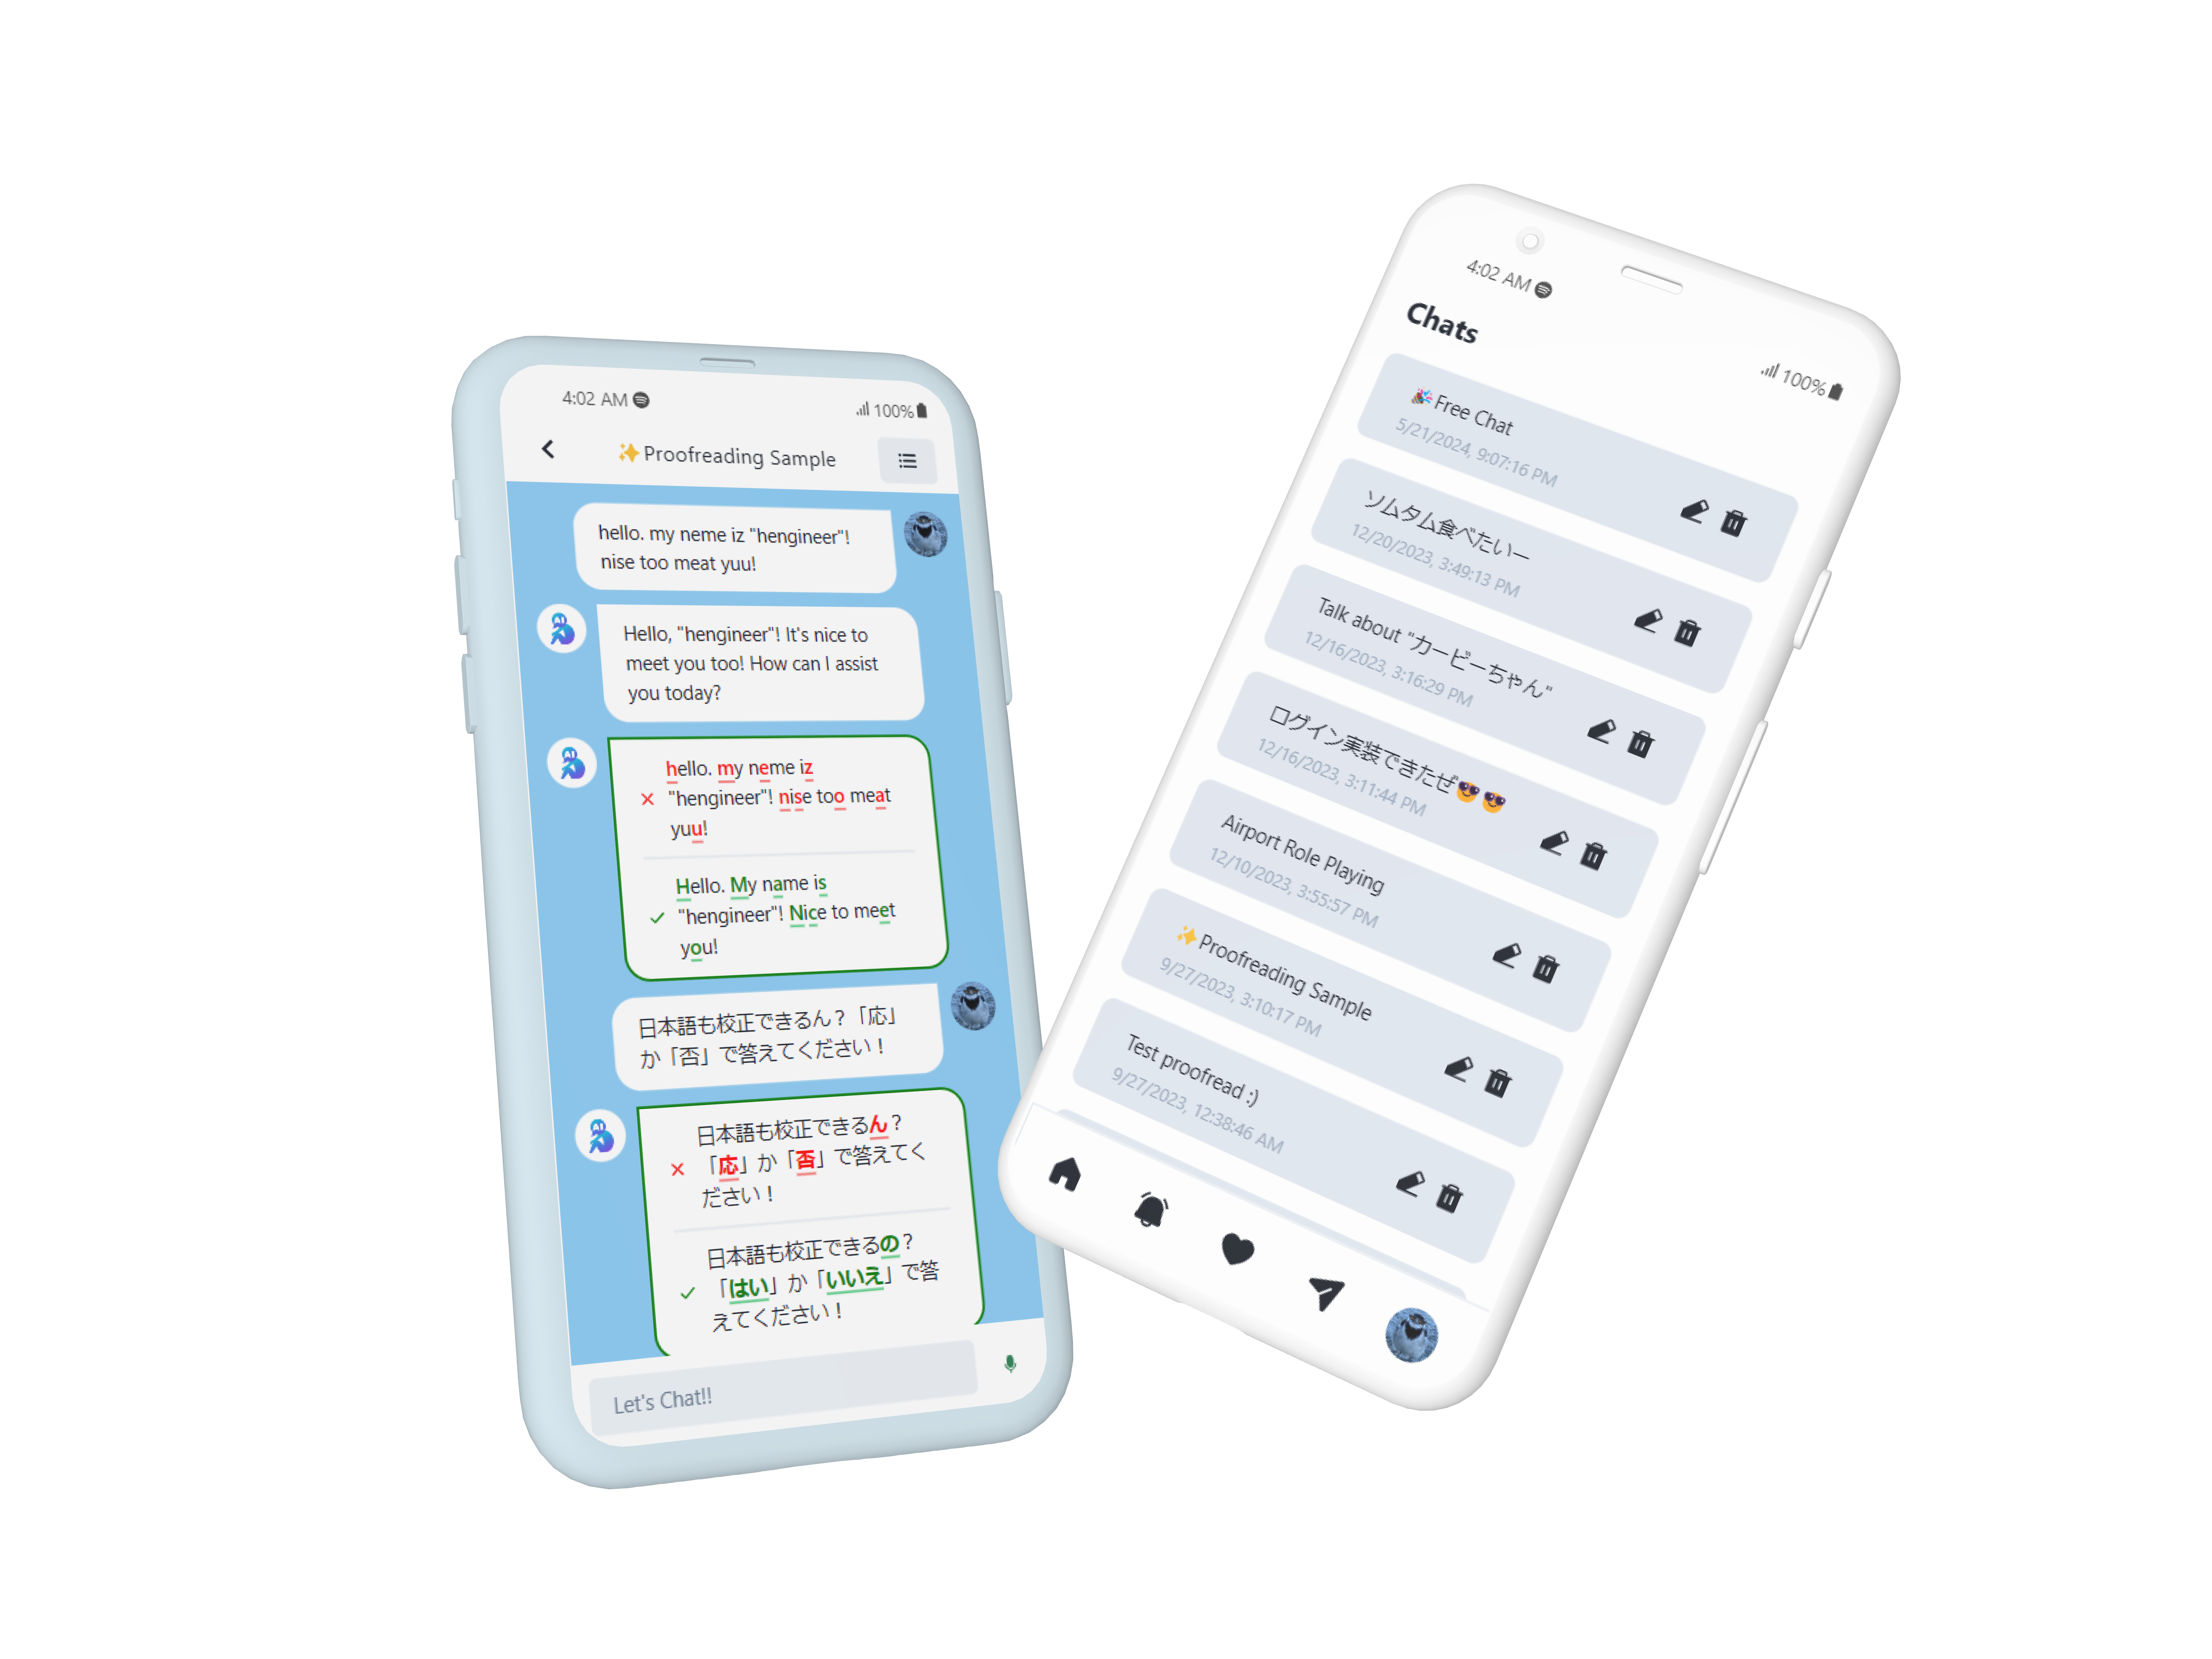 4:02 AM
100%
✨Proofreading Sample
hello. my neme iz "hengineer"!
nise too meat yuu!
Hello, "hengineer"! It's nice to
meet you too! How can I assist
you today?
hello. my neme iz
"hengineer"! nise too meat
yuu!
Hello. My name is
"hengineer"! Nice to meet
you!
日本語も校正できるん？「応」
か「否」で答えてください！
日本語も校正できるん？
「応」か「否」で答えてく
ださい！
日本語も校正できるの？
「はい」か「いいえ」で答
えてください！
Let's Chat!!
4:02 AM
100%
Chats
🎉Free Chat
5/21/2024, 9:07:16 PM
ソムタム食べたいー
12/20/2023, 3:49:13 PM
Talk about "カービーちゃん"
12/16/2023, 3:16:29 PM
ログイン実装できたぜ😎😎
12/16/2023, 3:11:44 PM
Airport Role Playing
12/10/2023, 3:55:57 PM
✨Proofreading Sample
9/27/2023, 3:10:17 PM
Test proofread :)
9/27/2023, 12:38:46 AM